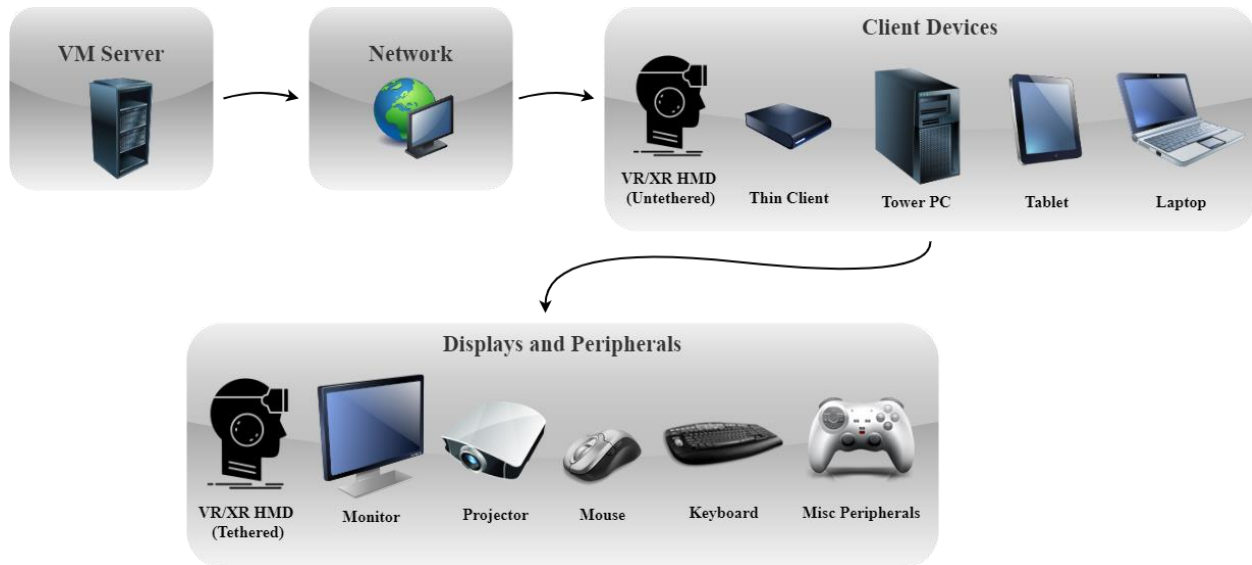 VM Server
Network
Client Devices
VR/XR HMD
(Untethered)
Thin Client
Tower PC
Tablet
Laptop
Displays and Peripherals
VR/XR HMD
(Tethered)
Monitor
Projector
Mouse
Keyboard
Misc Peripherals